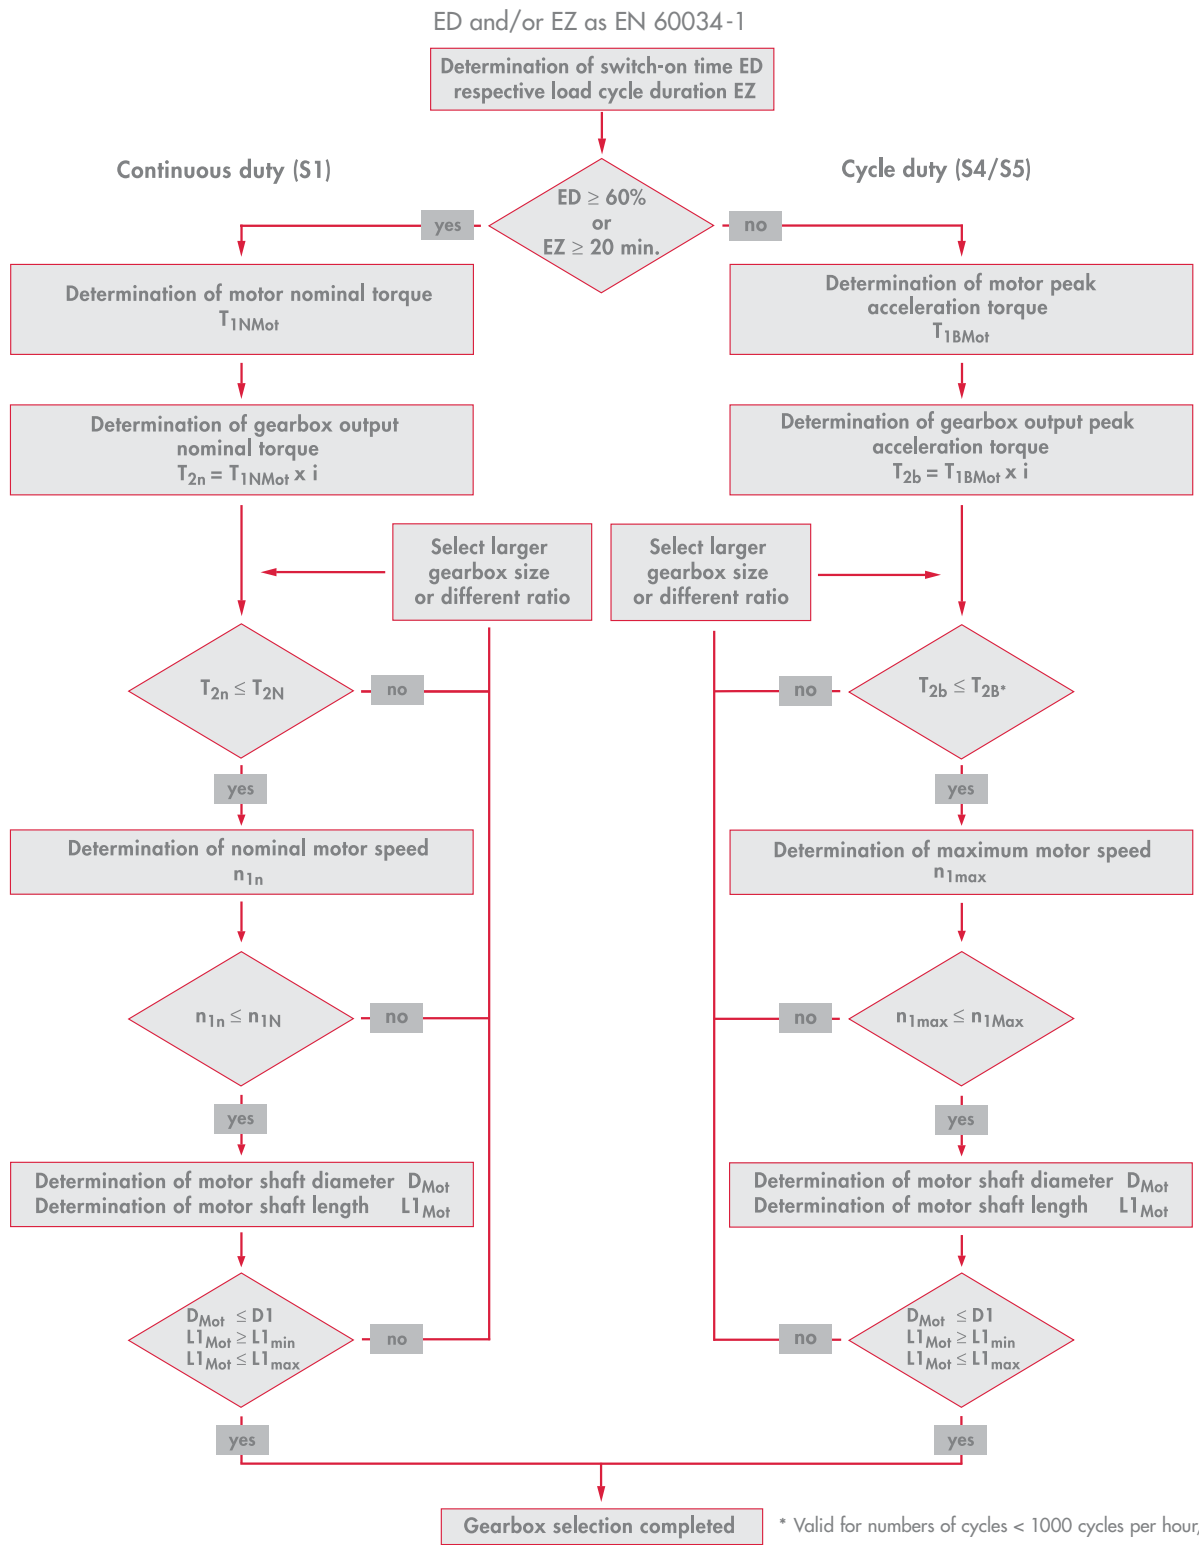 ED and/or EZ as EN 60034-1
Determination of switch-on time ED
respective load cycle duration EZ
Continuous duty (S1)
Cycle duty (S4/S5)
ED ≥ 60%
or
EZ ≥ 20 min.
yes
no
Determination of motor nominal torque
T1NMot
Determination of motor peak
acceleration torque
T1BMot
Determination of gearbox output
nominal torque
T2n = T1NMot x i
Determination of gearbox output peak
acceleration torque
T2b = T1BMot x i
Select larger
gearbox size
or different ratio
Select larger
gearbox size
or different ratio
T2n ≤ T2N
no
no
T2b ≤ T2B*
yes
yes
Determination of nominal motor speed
n1n
Determination of maximum motor speed
n1max
n1n ≤ n1N
no
no
n1max ≤ n1Max
yes
yes
Determination of motor shaft diameter DMot
Determination of motor shaft length L1Mot
Determination of motor shaft diameter DMot
Determination of motor shaft length L1Mot
DMot ≤ D1
L1Mot ≥ L1min
L1Mot ≤ L1max
no
no
DMot ≤ D1
L1Mot ≥ L1min
L1Mot ≤ L1max
yes
yes
Gearbox selection completed
* Valid for numbers of cycles < 1000 cycles per hour,